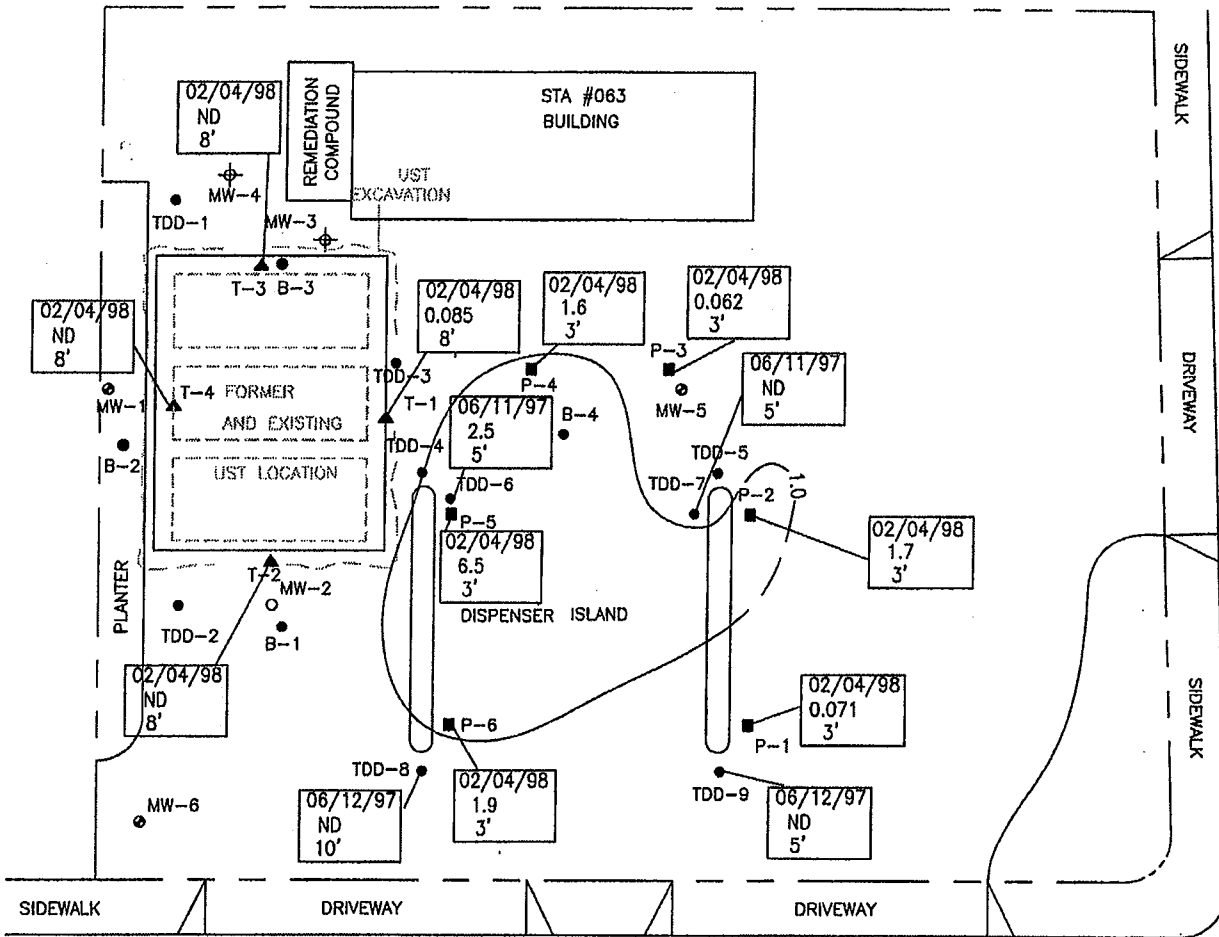 SIDEWALK
02/04/98
ND
8'
REMEDIATION
COMPOUND
STA #063
BUILDING
UST
EXCAVATION
MW-4
TDD-1
MW-3
T-3
B-3
02/04/98
ND
8'
02/04/98
0.085
8'
02/04/98
1.6
3'
02/04/98
0.062
3'
P-3
06/11/97
ND
5'
DRIVEWAY
TDD-3
P-4
MW-5
MW-1
T-4
FORMER
AND EXISTING
UST LOCATION
T-1
06/11/97
2.5
5'
B-4
B-2
TDD-4
TDD-5
TDD-6
TDD-7
P-2
1.0
P-5
02/04/98
6.5
3'
02/04/98
1.7
3'
T-2
MW-2
PLANTER
TDD-2
B-1
DISPENSER ISLAND
02/04/98
ND
8'
02/04/98
0.071
3'
SIDEWALK
P-6
P-1
TDD-8
TDD-9
02/04/98
1.9
3'
06/12/97
ND
10'
06/12/97
ND
5'
MW-6
SIDEWALK
DRIVEWAY
DRIVEWAY